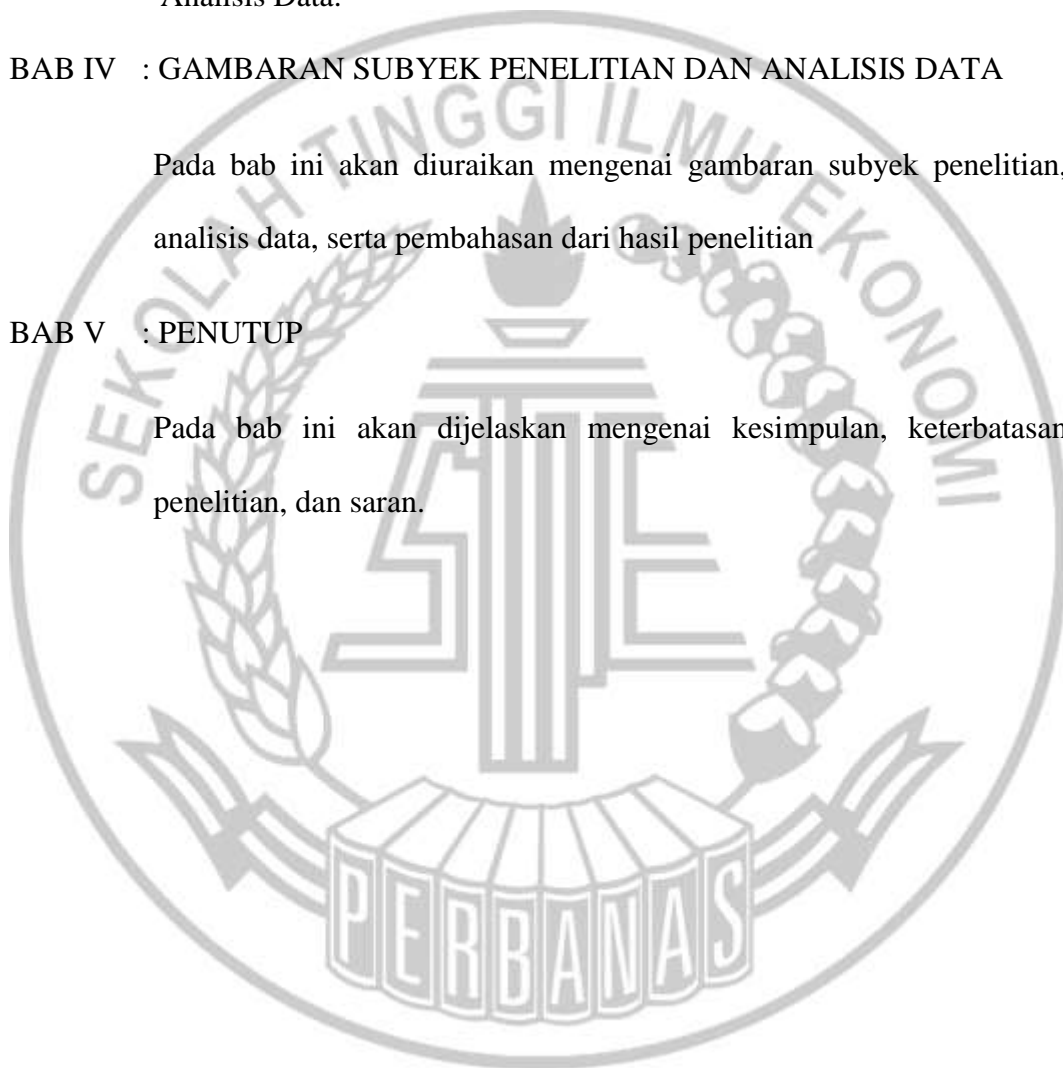 Analisis Data.
BAB IV : GAMBARAN SUBYEK PENELITIAN DAN ANALISIS DATA
Pada bab ini akan diuraikan mengenai gambaran subyek penelitian,
analisis data, serta pembahasan dari hasil penelitian
BAB V : PENUTUP
Pada bab ini akan dijelaskan mengenai kesimpulan, keterbatasan
penelitian, dan saran.
SEKOLAH TINGGI ILMU EKONOMI
STIE
PERBANAS